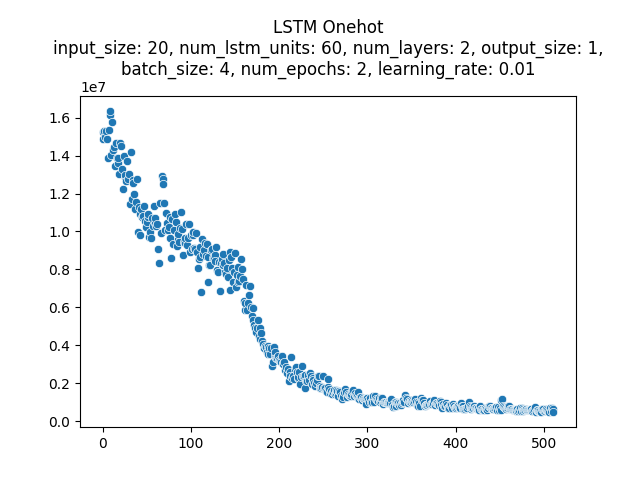 LSTM Onehot
input_size: 20, num_lstm_units: 60, num_layers: 2, output_size: 1,
batch_size: 4, num_epochs: 2, learning_rate: 0.01
1e7
1.6
1.4
1.2
1.0
0.8
0.6
0.4
0.2
0.0
0 100 200 300 400 500